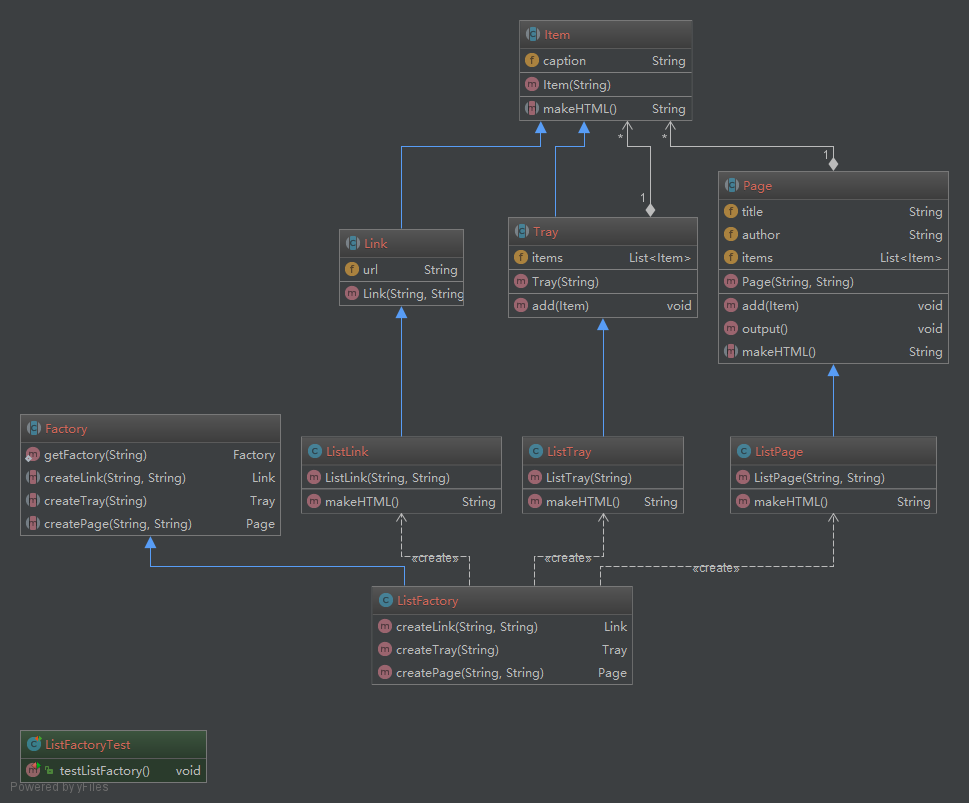 Item
caption String
Item(String)
makeHTML() String
* *
1
1
Page
title String
author String
items List<Item>
Page(String, String)
add(Item) void
output() void
makeHTML() String
Link
url String
Link(String, String
Tray
items List<Item>
Tray(String)
add(Item) void
Factory
getFactory(String) Factory
createLink(String, String) Link
createTray(String) Tray
createPage(String, String) Page
ListLink
ListLink(String, String)
makeHTML() String
ListTray
ListTray(String)
makeHTML() String
ListPage
ListPage(String, String)
makeHTML() String
«create» «create» «create»
ListFactory
createLink(String, String) Link
createTray(String) Tray
createPage(String, String) Page
ListFactoryTest
testListFactory() void
Powered by yFiles